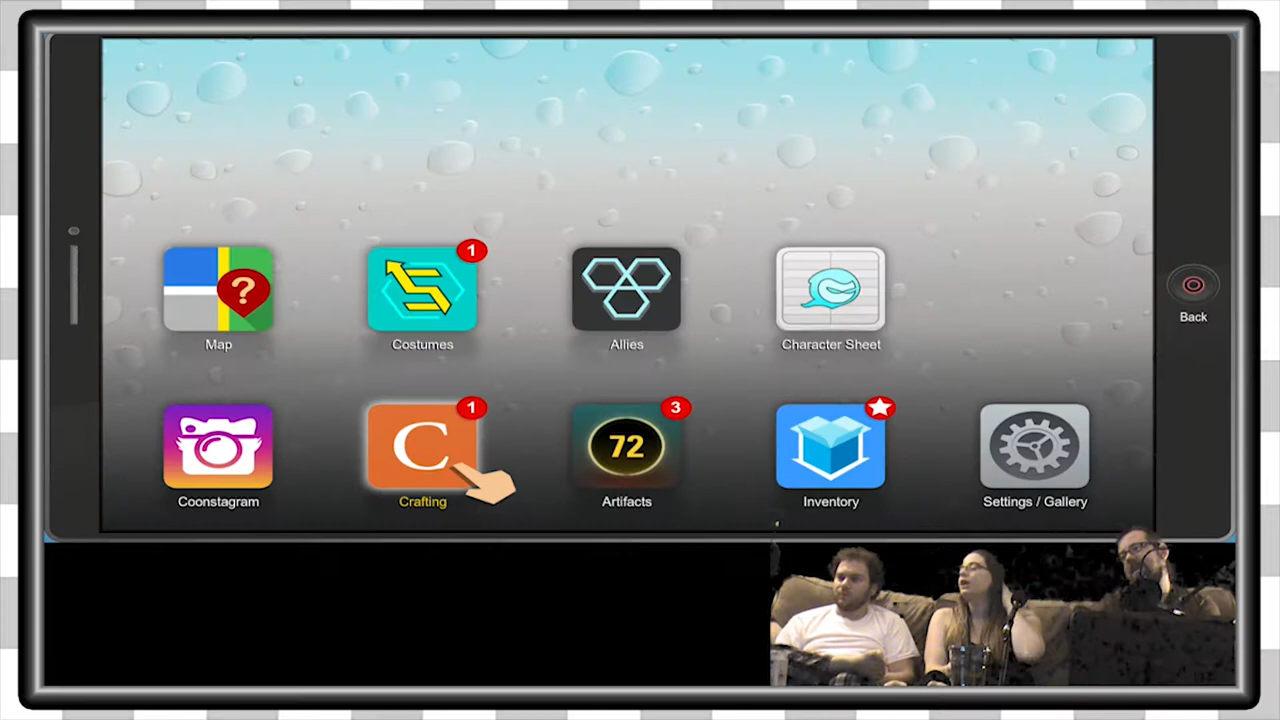 ?
1
Map
Costumes
Allies
Character Sheet
Back
1
3
C
72
Coonstagram
Crafting
Artifacts
Inventory
Settings / Gallery